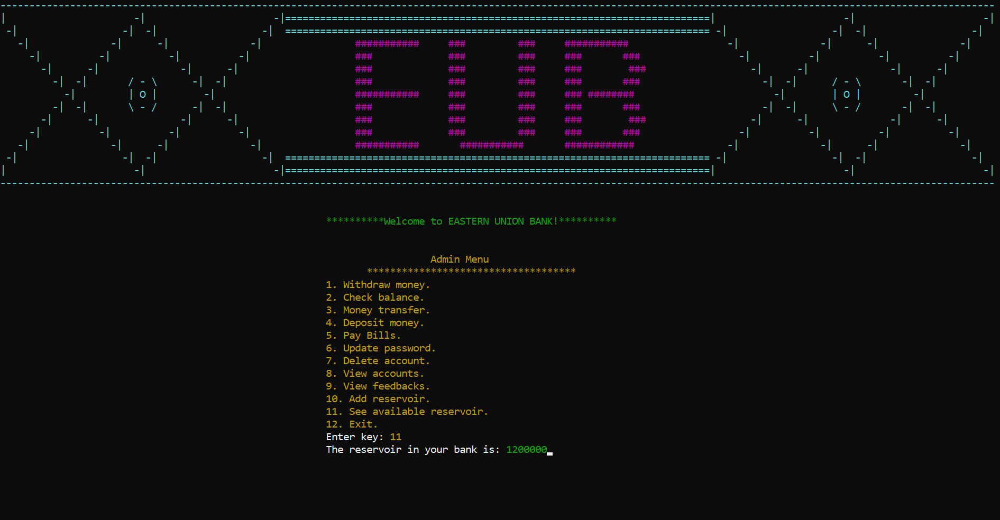 EUB
**********Welcome to EASTERN UNION BANK!**********
Admin Menu
************************************
1. Withdraw money.
2. Check balance.
3. Money transfer.
4. Deposit money.
5. Pay Bills.
6. Update password.
7. Delete account.
8. View accounts.
9. View feedbacks.
10. Add reservoir.
11. See available reservoir.
12. Exit.
Enter key: 11
The reservoir in your bank is: 1200000